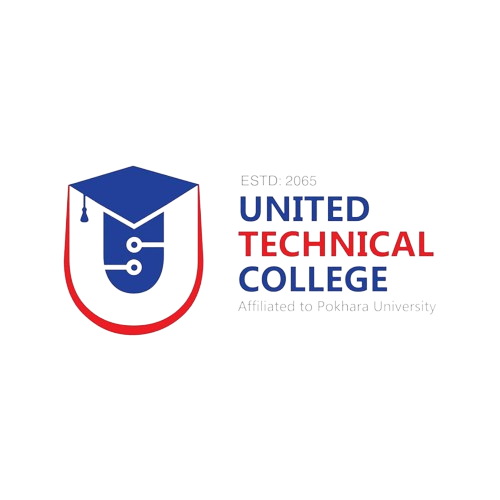 ESTD: 2065
UNITED
TECHNICAL
COLLEGE
Affiliated to Pokhara University